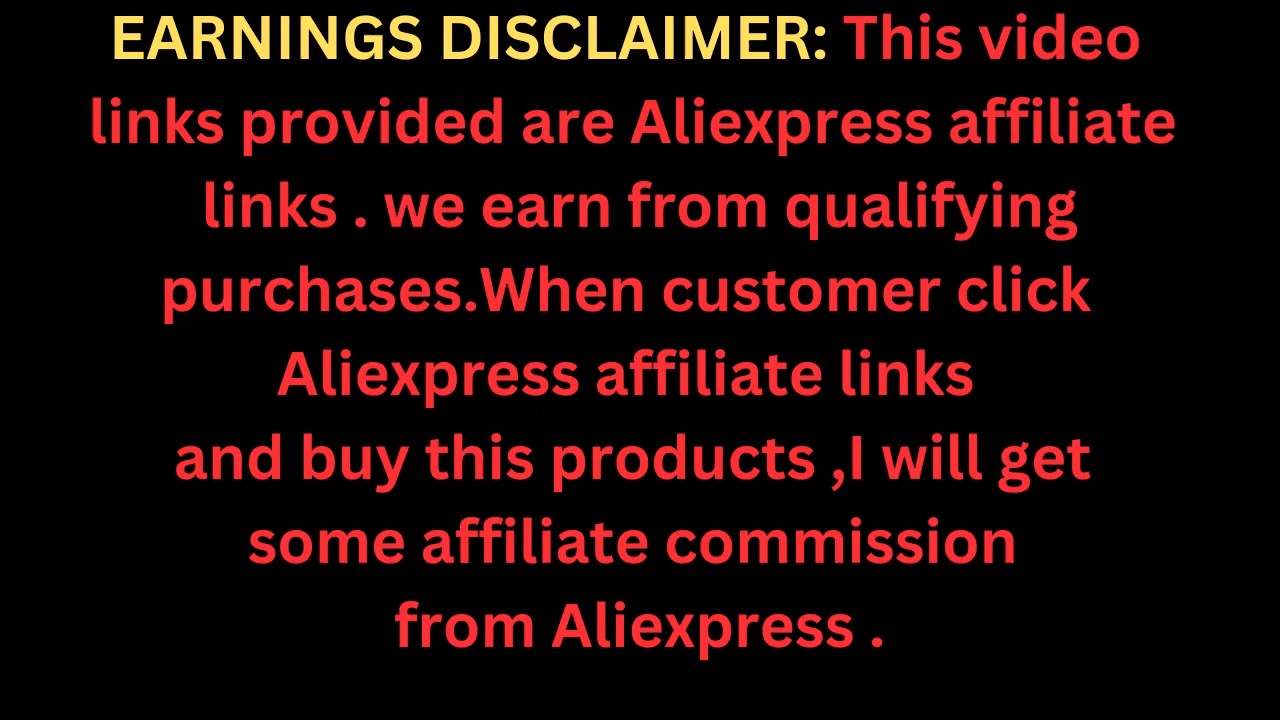 EARNINGS DISCLAIMER: This video
links provided are Aliexpress affiliate
links . we earn from qualifying
purchases.When customer click
Aliexpress affiliate links
and buy this products ,I will get
some affiliate commission
from Aliexpress .